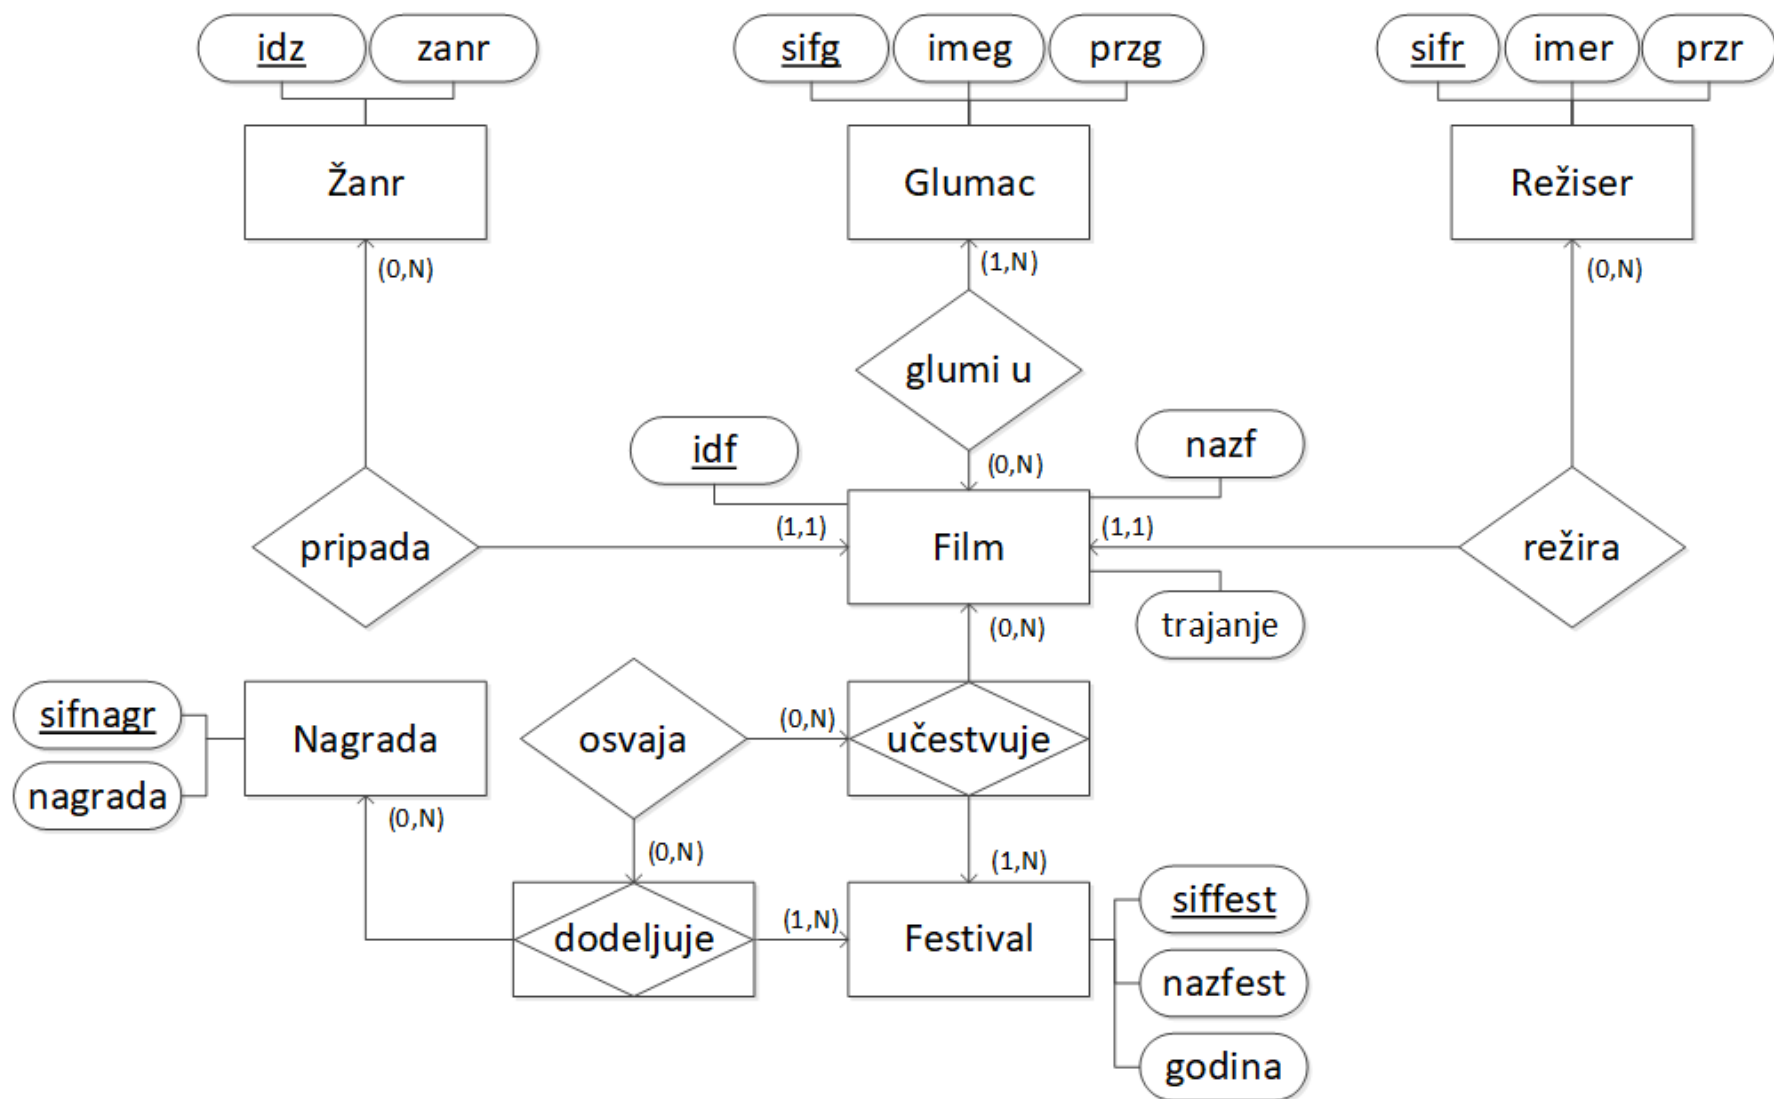 idz zanr sifg imeg przg sifr imer przr
Žanr Glumac Režiser
(0,N) (1,N) (0,N)
glumi u
idf nazf
(0,N)
pripada (1,1) Film (1,1) režira
(0,N) trajanje
sifnagr Nagrada osvaja (0,N) učestvuje
nagrada
(0,N) (0,N) (1,N)
siffest
dodeljuje (1,N) Festival
nazfest
godina